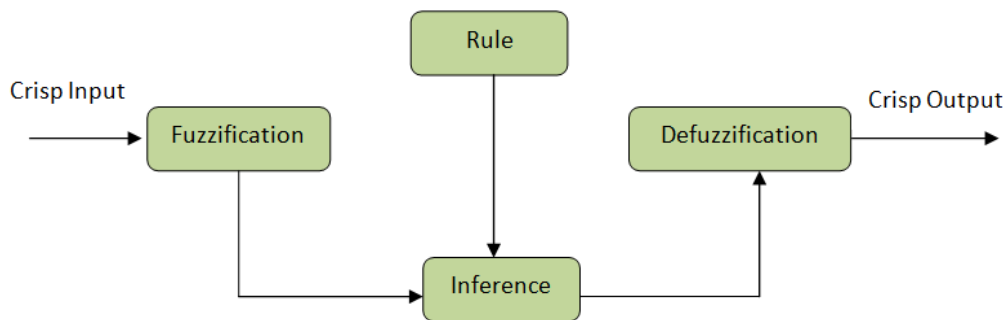 Rule
Crisp Input
Crisp Output
Fuzzification
Defuzzification
Inference